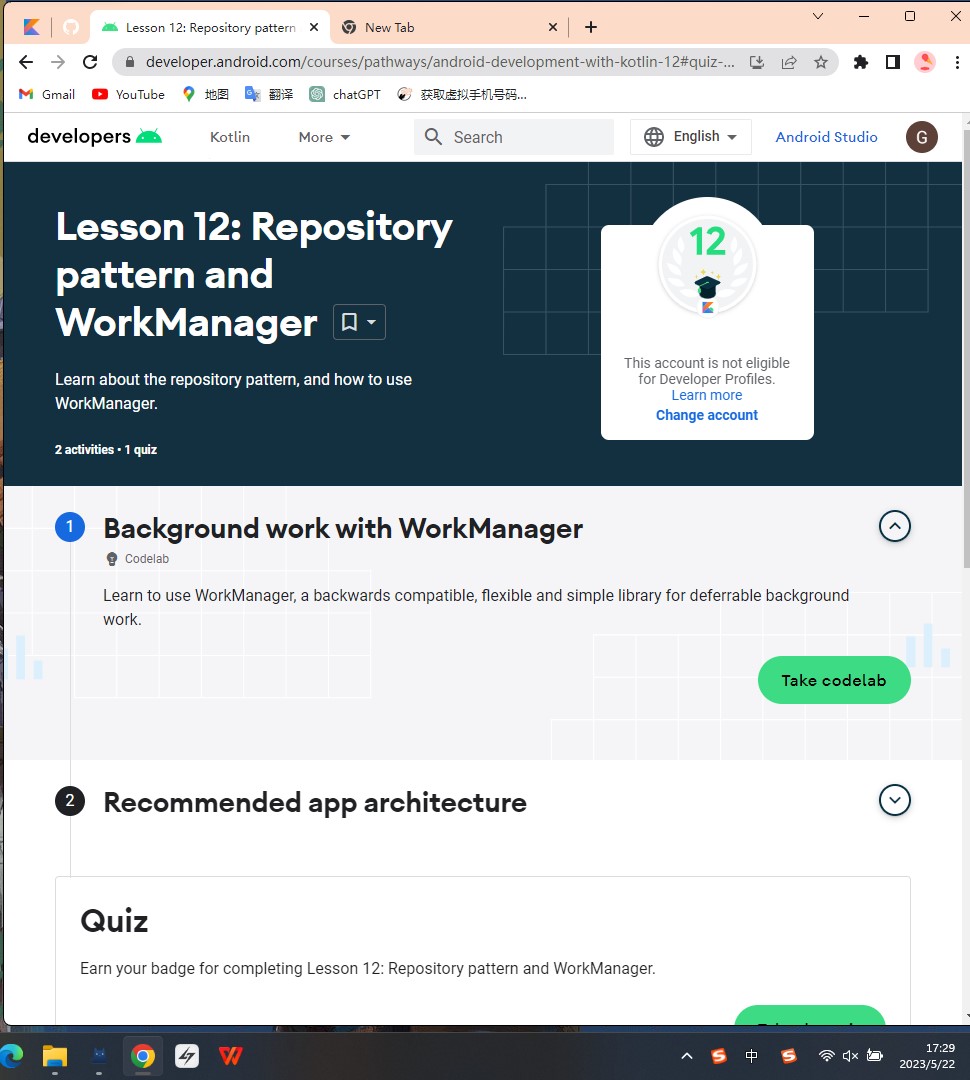 Lesson 12: Repository pattern
New Tab
developer.android.com/courses/pathways/android-development-with-kotlin-12#quiz-...
Gmail
YouTube
地图
翻译
chatGPT
获取虚拟手机号码...
developers
Kotlin
More
Search
English
Android Studio
G
Lesson 12: Repository
pattern and
WorkManager
Learn about the repository pattern, and how to use
WorkManager.
2 activities • 1 quiz
12
This account is not eligible
for Developer Profiles.
Learn more
Change account
1
Background work with WorkManager
Codelab
Learn to use WorkManager, a backwards compatible, flexible and simple library for deferrable background
work.
Take codelab
2
Recommended app architecture
Quiz
Earn your badge for completing Lesson 12: Repository pattern and WorkManager.
中
17:29
2023/5/22